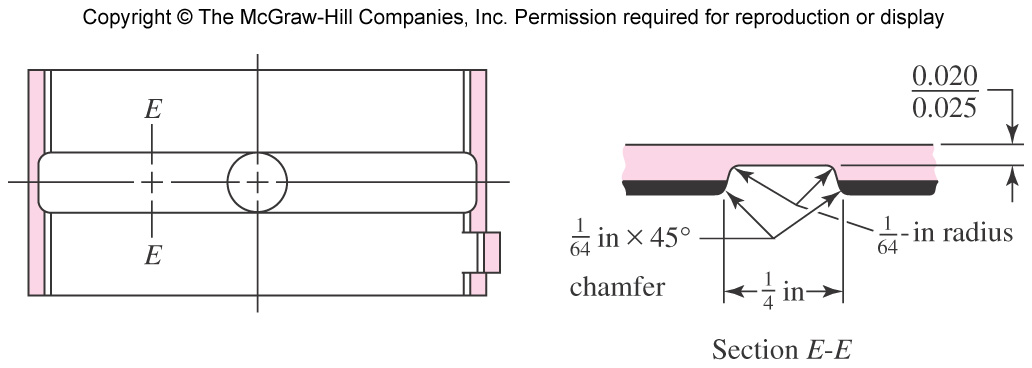 Copyright © The McGraw-Hill Companies, Inc. Permission required for reproduction or display
E
E
0.020
0.025
1/64 in × 45°
chamfer
1/4 in
1/64-in radius
Section E-E